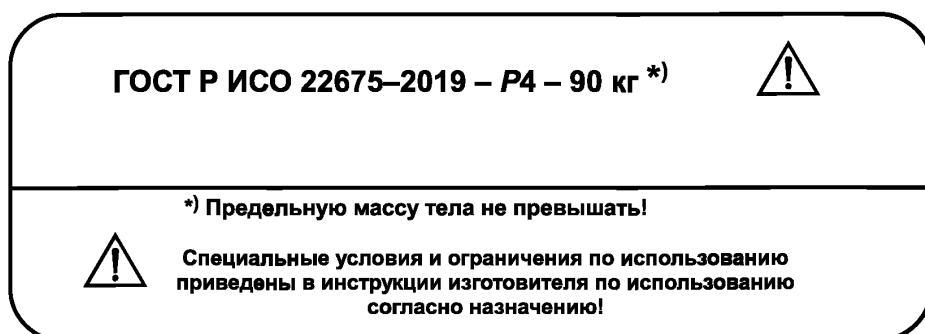 ГОСТ Р ИСО 22675–2019 – P4 – 90 кг *)
*) Предельную массу тела не превышать!
Специальные условия и ограничения по использованию
приведены в инструкции изготовителя по использованию
согласно назначению!